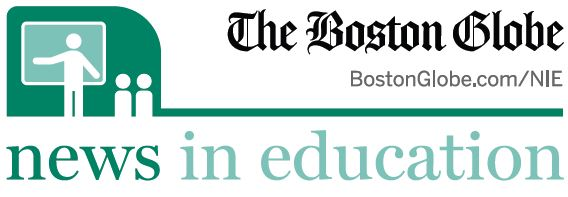 The Boston Globe
BostonGlobe.com/NIE
news in education